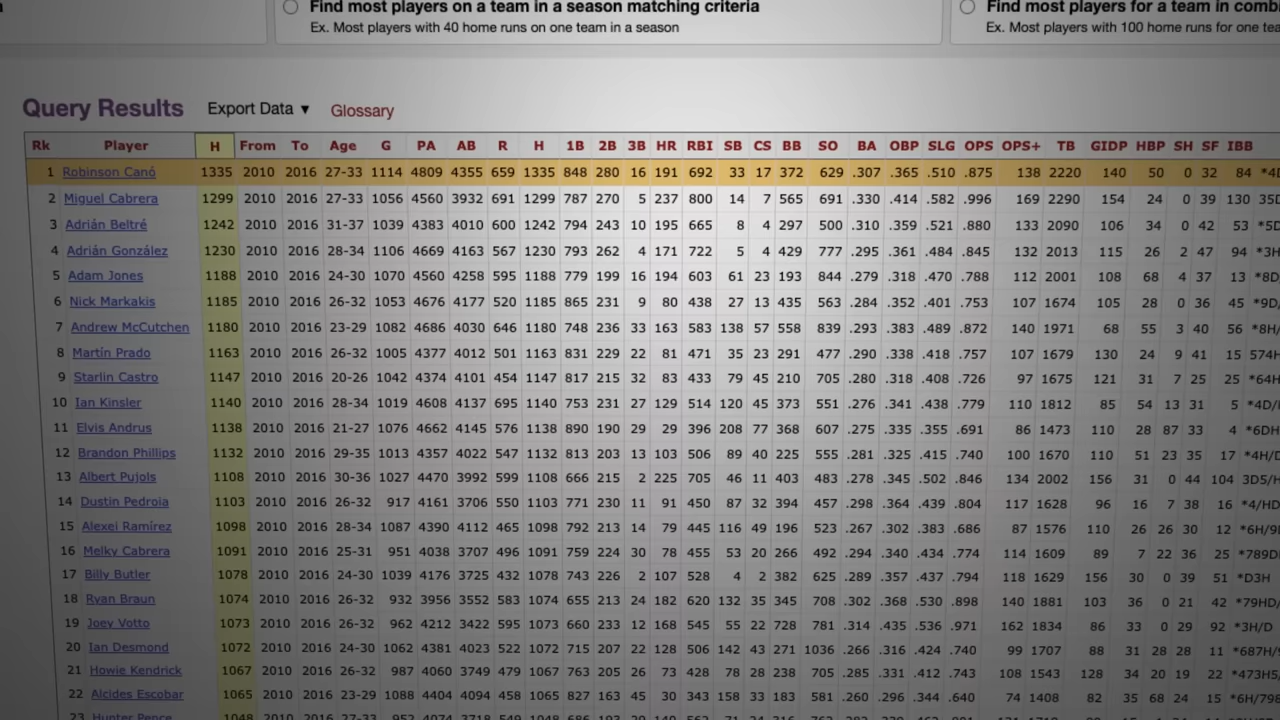 Find most players on a team in a season matching criteria
Ex. Most players with 40 home runs on one team in a season
Find most players for a team in
Ex. Most players with 100 home runs for one
Query Results Export Data ▼ Glossary
Rk Player H From To Age G PA AB R H 1B 2B 3B HR RBI SB CS BB SO BA OBP SLG OPS OPS+ TB GIDP HBP SH SF IBB
1 Robinson Canó 1335 2010 2016 27-33 1114 4809 4355 659 1335 848 280 16 191 692 33 17 372 629 .307 .365 .510 .875 138 2220 140 50 0 32 84 *4D
2 Miguel Cabrera 1299 2010 2016 27-33 1056 4560 3932 691 1299 787 270 5 237 800 14 7 565 691 .330 .414 .582 .996 169 2290 154 24 0 39 130 35D
3 Adrián Beltré 1242 2010 2016 31-37 1039 4383 4010 600 1242 794 243 10 195 665 8 4 297 500 .310 .359 .521 .880 133 2090 106 34 0 42 53 *5D
4 Adrián González 1230 2010 2016 28-34 1106 4669 4163 567 1230 793 262 4 171 722 5 4 429 777 .295 .361 .484 .845 132 2013 115 26 2 47 94 *3H
5 Adam Jones 1188 2010 2016 24-30 1070 4560 4258 595 1188 779 199 16 194 603 61 23 193 844 .279 .318 .470 .788 112 2001 108 68 4 37 13 *8D
6 Nick Markakis 1185 2010 2016 26-32 1053 4676 4177 520 1185 865 231 9 80 438 27 13 435 563 .284 .352 .401 .753 107 1674 105 28 0 36 45 *9D/
7 Andrew McCutchen 1180 2010 2016 23-29 1082 4686 4030 646 1180 748 236 33 163 583 138 57 558 839 .293 .383 .489 .872 140 1971 68 55 3 40 56 *8H/
8 Martín Prado 1163 2010 2016 26-32 1005 4377 4012 501 1163 831 229 22 81 471 35 23 291 477 .290 .338 .418 .757 107 1679 130 24 9 41 15 574H
9 Starlin Castro 1147 2010 2016 20-26 1042 4374 4101 454 1147 817 215 32 83 433 79 45 210 705 .280 .318 .408 .726 97 1675 121 31 7 25 25 *64H
10 Ian Kinsler 1140 2010 2016 28-34 1019 4608 4137 695 1140 753 231 27 129 514 120 45 373 551 .276 .341 .438 .779 110 1812 85 54 13 31 5 *4D/
11 Elvis Andrus 1138 2010 2016 21-27 1076 4662 4145 576 1138 890 190 29 29 396 208 77 368 607 .275 .335 .355 .691 86 1473 110 28 87 33 4 *6DH
12 Brandon Phillips 1132 2010 2016 29-35 1013 4357 4022 547 1132 813 203 13 103 506 89 40 225 555 .281 .325 .415 .740 100 1670 110 51 23 35 17 *4H/D
13 Albert Pujols 1108 2010 2016 30-36 1027 4470 3992 599 1108 666 215 2 225 705 46 11 403 483 .278 .345 .502 .846 134 2002 156 31 0 44 104 3D5/H
14 Dustin Pedroia 1103 2010 2016 26-32 917 4161 3706 550 1103 771 230 11 91 450 87 32 394 457 .298 .364 .439 .804 117 1628 96 16 7 38 16 *4/HD
15 Alexei Ramírez 1098 2010 2016 28-34 1087 4390 4112 465 1098 792 213 14 79 445 116 49 196 523 .267 .302 .383 .686 87 1576 110 26 26 30 12 *6H/9
16 Melky Cabrera 1091 2010 2016 25-31 951 4038 3707 496 1091 759 224 30 78 455 53 20 266 492 .294 .340 .434 .774 114 1609 89 7 22 36 25 *789D
17 Billy Butler 1078 2010 2016 24-30 1039 4176 3725 432 1078 743 226 2 107 528 4 2 382 625 .289 .357 .437 .794 118 1629 156 30 0 39 51 *D3H
18 Ryan Braun 1074 2010 2016 26-32 932 3956 3552 583 1074 655 213 24 182 620 132 35 345 708 .302 .368 .530 .898 140 1881 103 36 0 21 42 *79HD/
19 Joey Votto 1073 2010 2016 26-32 962 4212 3422 595 1073 660 233 12 168 545 55 22 728 781 .314 .435 .536 .971 162 1834 86 33 0 29 92 *3H/D
20 Ian Desmond 1072 2010 2016 24-30 1062 4381 4023 522 1072 715 207 22 128 506 142 43 271 1036 .266 .316 .424 .740 99 1707 88 31 28 28 11 *687H/
21 Howie Kendrick 1067 2010 2016 26-32 987 4060 3749 479 1067 763 205 26 73 428 78 28 238 705 .285 .331 .412 .743 108 1543 128 34 20 19 22 *473H5
22 Alcides Escobar 1065 2010 2016 23-29 1088 4404 4094 458 1065 827 163 45 30 343 158 33 183 581 .260 .296 .344 .640 74 1408 82 35 68 24 15 *6H/798
23 Hunter Pence 1048 2010 2016 27-33